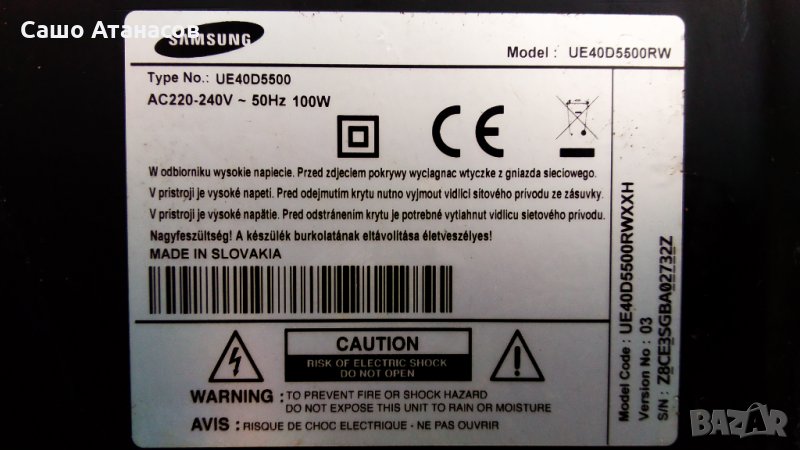 Сашо Атанасов
SAMSUNG
Model : UE40D5500RW
Type No.: UE40D5500
AC220-240V ~ 50Hz 100W
CE
W odbiorniku wysokie napiecie. Przed zdjeciem pokrywy wyciagnac wtyczke z gniazda sieciowego.
V pristroji je vysoké napeti. Pred odejmutím krytu nutno vyjmout vidlici sítového prívodu ze zásuvky.
V prístroji je vysoké napätie. Pred odstránením krytu je potrebné vytiahnut vidlicu sietového prívodu.
Nagyfeszültség! A készülék burkolatának eltávolítása életveszélyes!
MADE IN SLOVAKIA
CAUTION
RISK OF ELECTRIC SHOCK
DO NOT OPEN
WARNING : TO PREVENT FIRE OR SHOCK HAZARD
DO NOT EXPOSE THIS UNIT TO RAIN OR MOISTURE
AVIS : RISQUE DE CHOC ELECTRIQUE - NE PAS OUVRIR
Model Code : UE40D5500RWXXH
Version No : 03
S/N : Z8CE3SGBA02732Z
BAZAR